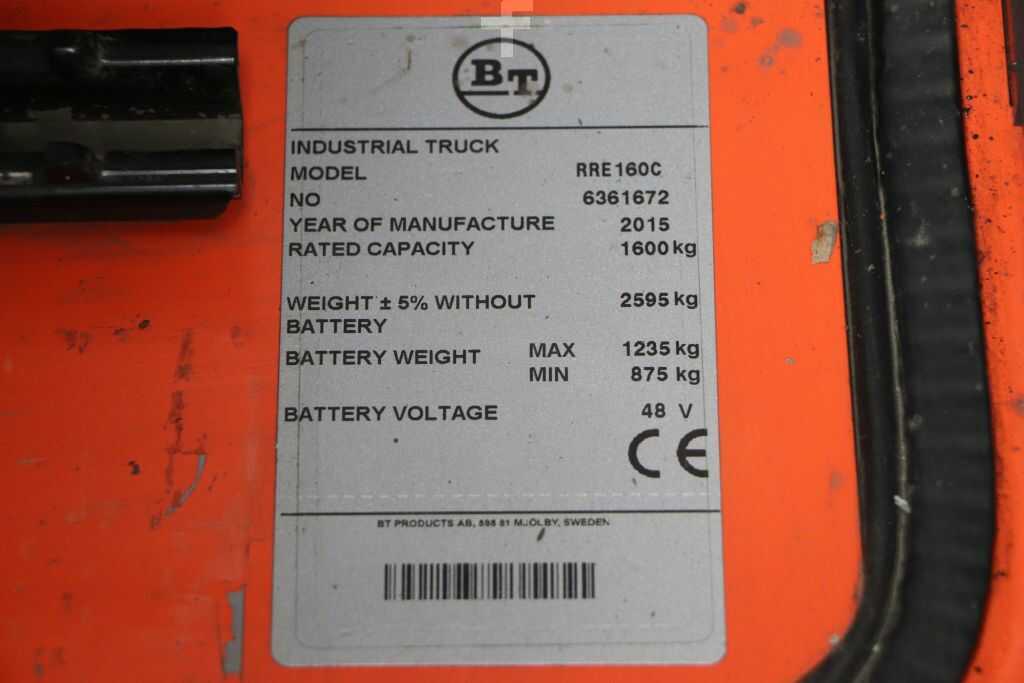 BT
INDUSTRIAL TRUCK
MODEL RRE160C
NO 6361672
YEAR OF MANUFACTURE 2015
RATED CAPACITY 1600 kg
WEIGHT ± 5% WITHOUT 2595 kg
BATTERY
BATTERY WEIGHT MAX 1235 kg
MIN 875 kg
BATTERY VOLTAGE 48 V
CE
BT PRODUCTS AB, 595 81 MJOLBY, SWEDEN